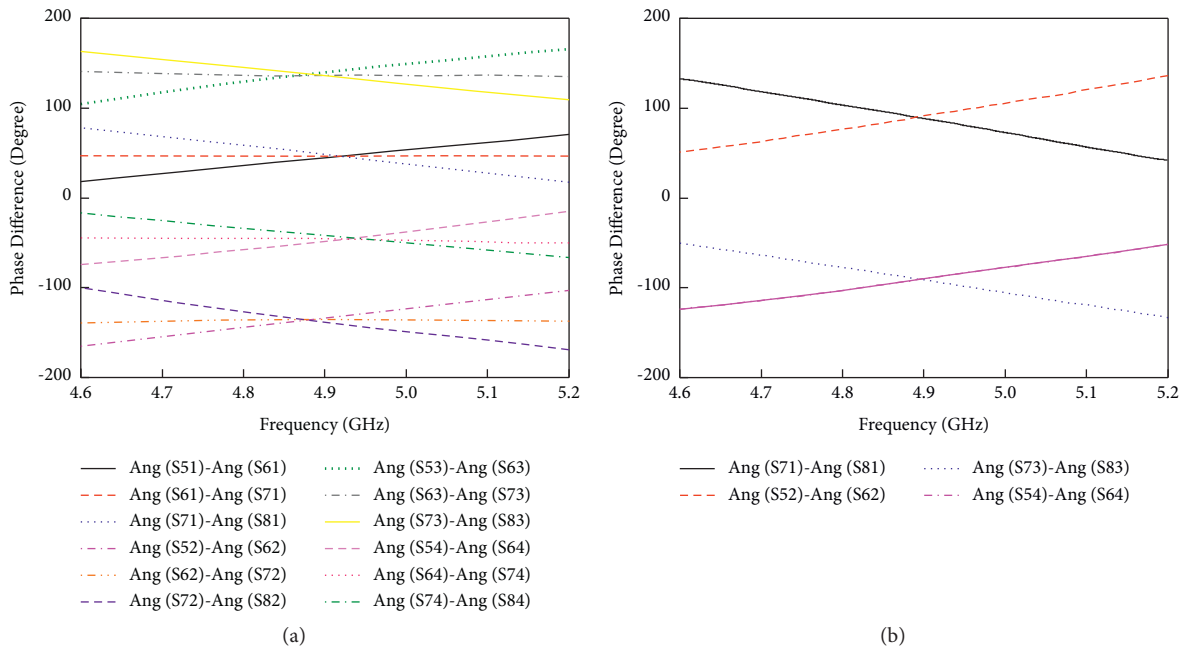 200
100
0
-100
-200
Phase Difference (Degree)
4.6 4.7 4.8 4.9 5.0 5.1 5.2
Frequency (GHz)
Ang (S51)-Ang (S61)
Ang (S61)-Ang (S71)
Ang (S71)-Ang (S81)
Ang (S52)-Ang (S62)
Ang (S62)-Ang (S72)
Ang (S72)-Ang (S82)
Ang (S53)-Ang (S63)
Ang (S63)-Ang (S73)
Ang (S73)-Ang (S83)
Ang (S54)-Ang (S64)
Ang (S64)-Ang (S74)
Ang (S74)-Ang (S84)
(a)
200
100
0
-100
-200
Phase Difference (Degree)
4.6 4.7 4.8 4.9 5.0 5.1 5.2
Frequency (GHz)
Ang (S71)-Ang (S81)
Ang (S52)-Ang (S62)
Ang (S73)-Ang (S83)
Ang (S54)-Ang (S64)
(b)